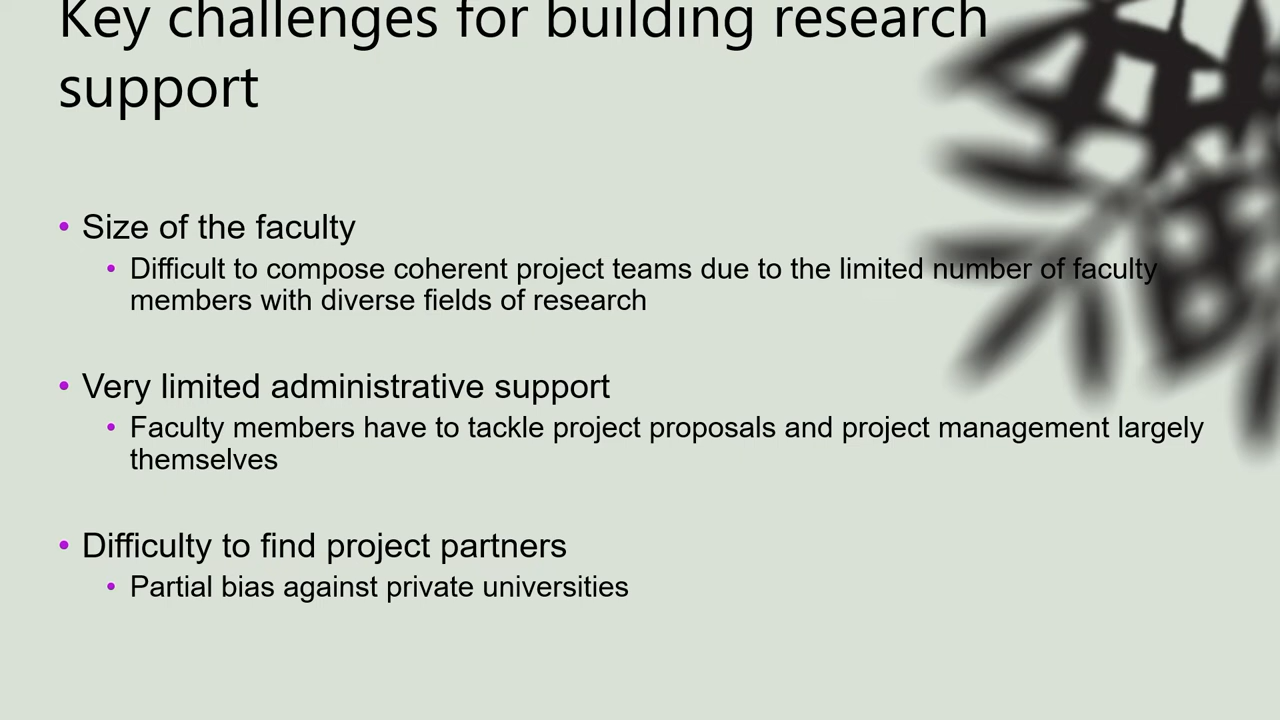 Key challenges for building research
support
• Size of the faculty
• Difficult to compose coherent project teams due to the limited number of faculty
members with diverse fields of research
• Very limited administrative support
• Faculty members have to tackle project proposals and project management largely
themselves
• Difficulty to find project partners
• Partial bias against private universities